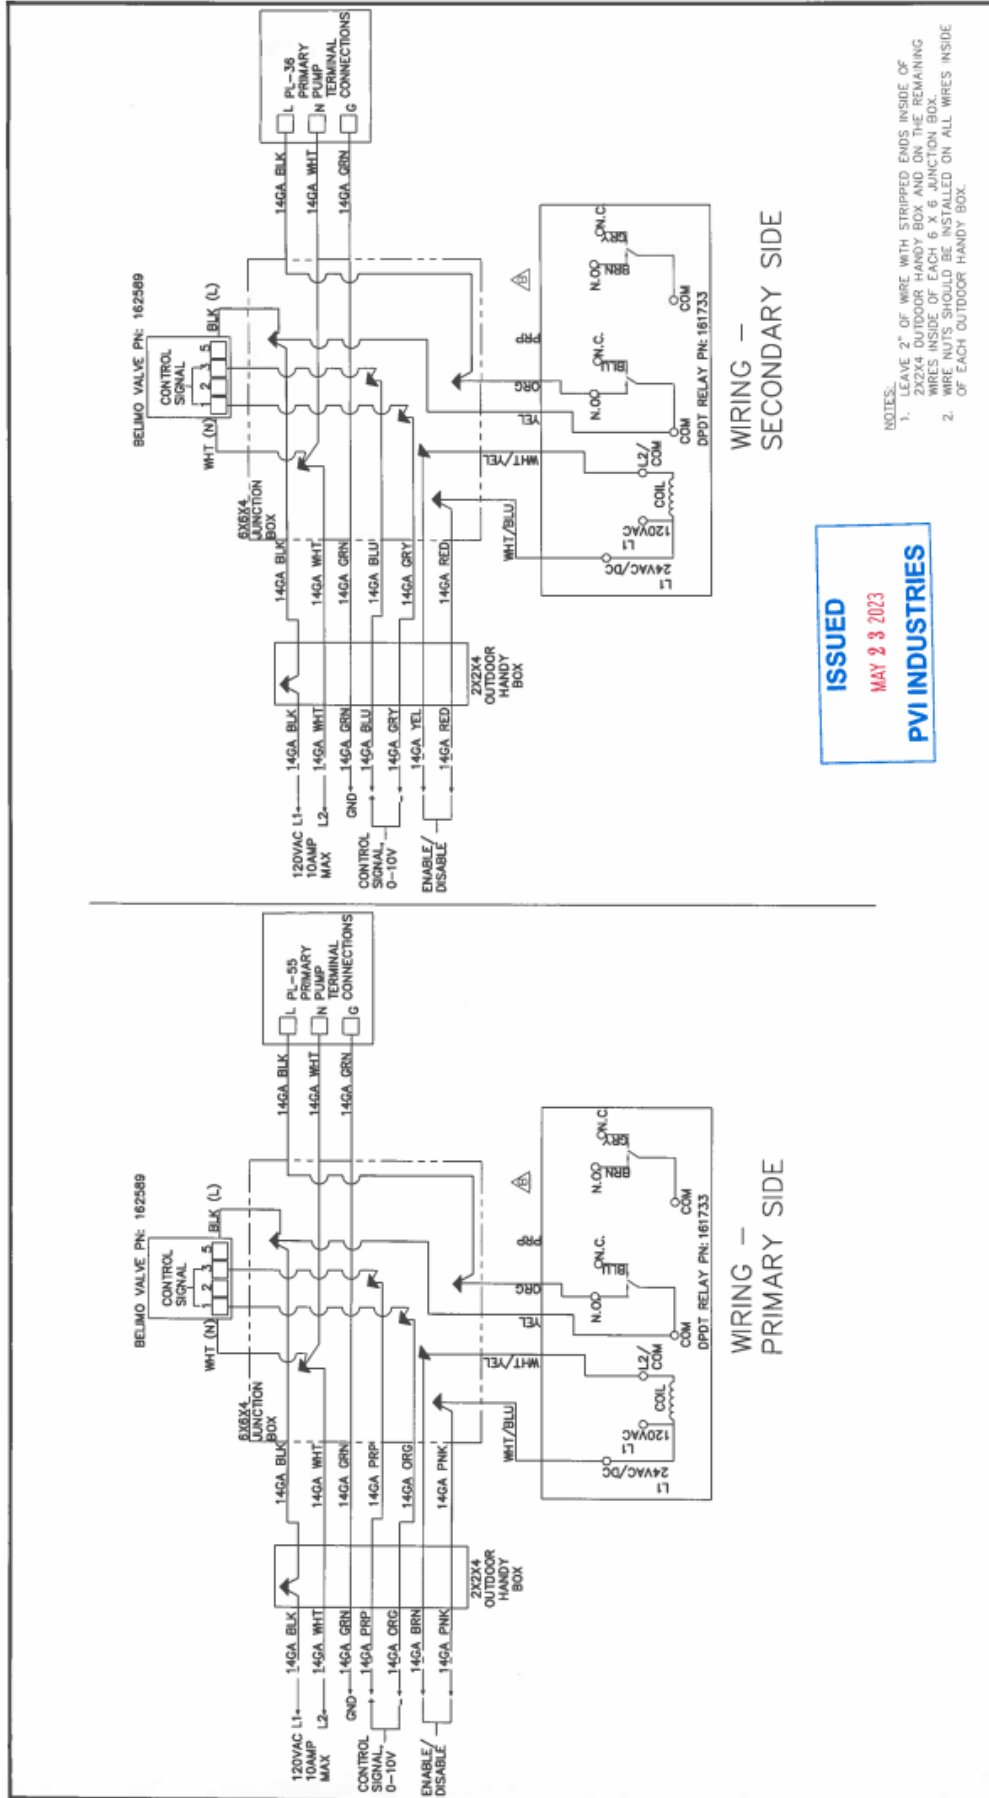 BELIMO VALVE PN: 162589
CONTROL
SIGNAL
1 2 3 5
WHT (N)
BLK (L)
6X6X4
JUNCTION
BOX
120VAC L1
10AMP
MAX
L2
GND
CONTROL
SIGNAL
0-10V
+
-
ENABLE/
DISABLE
14GA BLK
14GA WHT
14GA GRN
14GA PRP
14GA ORG
14GA BRN
14GA PNK
2X2X4
OUTDOOR
HANDY
BOX
14GA BLK
14GA WHT
14GA GRN
14GA PRP
14GA ORG
14GA PNK
14GA BLK
14GA WHT
14GA GRN
L PL-55
PRIMARY
N PUMP
TERMINAL
G CONNECTIONS
WHT/BLU
WHT/YEL
YEL
ORG
PRP
B
L1
24VAC/DC
L1
120VAC
COIL
L2/
COM
N.O.
N.C.
BLU
COM
N.O.
N.C.
BRN
GRY
COM
DPDT RELAY PN: 161733
WIRING –
PRIMARY SIDE
BELIMO VALVE PN: 162589
CONTROL
SIGNAL
1 2 3 5
WHT (N)
BLK (L)
6X6X4
JUNCTION
BOX
120VAC L1
10AMP
MAX
L2
GND
CONTROL
SIGNAL
0-10V
+
-
ENABLE/
DISABLE
14GA BLK
14GA WHT
14GA GRN
14GA BLU
14GA GRY
14GA YEL
14GA RED
2X2X4
OUTDOOR
HANDY
BOX
14GA BLK
14GA WHT
14GA GRN
14GA BLU
14GA GRY
14GA RED
14GA BLK
14GA WHT
14GA GRN
L PL-36
PRIMARY
N PUMP
TERMINAL
G CONNECTIONS
WHT/BLU
WHT/YEL
YEL
ORG
PRP
B
L1
24VAC/DC
L1
120VAC
COIL
L2/
COM
N.O.
N.C.
BLU
COM
N.O.
N.C.
BRN
GRY
COM
DPDT RELAY PN: 161733
WIRING –
SECONDARY SIDE
ISSUED
MAY 23 2023
PVI INDUSTRIES
NOTES:
1. LEAVE 2" OF WIRE WITH STRIPPED ENDS INSIDE OF
2X2X4 OUTDOOR HANDY BOX AND ON THE REMAINING
WIRES INSIDE OF EACH 6 X 6 JUNCTION BOX.
2. WIRE NUTS SHOULD BE INSTALLED ON ALL WIRES INSIDE
OF EACH OUTDOOR HANDY BOX.